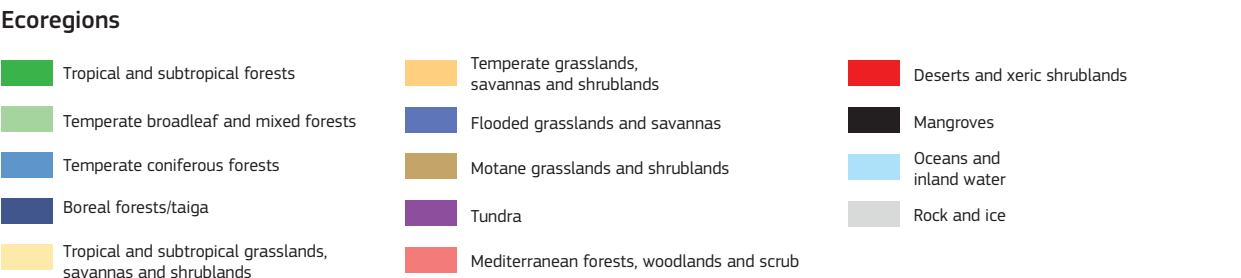 Ecoregions
Tropical and subtropical forests
Temperate broadleaf and mixed forests
Temperate coniferous forests
Boreal forests/taiga
Tropical and subtropical grasslands,
savannas and shrublands
Temperate grasslands,
savannas and shrublands
Flooded grasslands and savannas
Motane grasslands and shrublands
Tundra
Mediterranean forests, woodlands and scrub
Deserts and xeric shrublands
Mangroves
Oceans and
inland water
Rock and ice